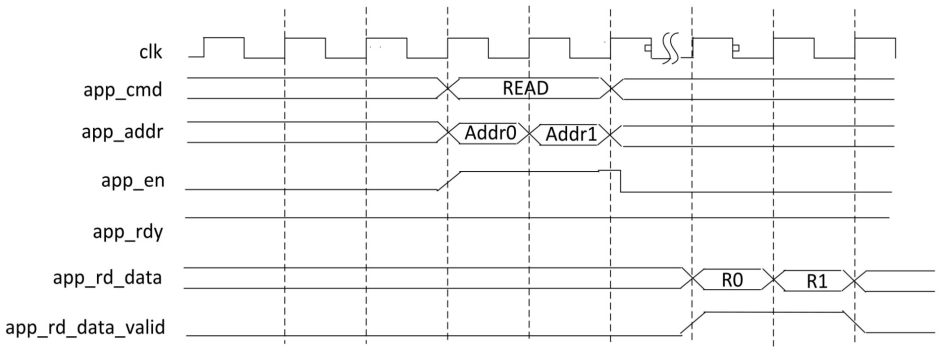 clk
app_cmd READ
app_addr Addr0 Addr1
app_en
app_rdy
app_rd_data R0 R1
app_rd_data_valid